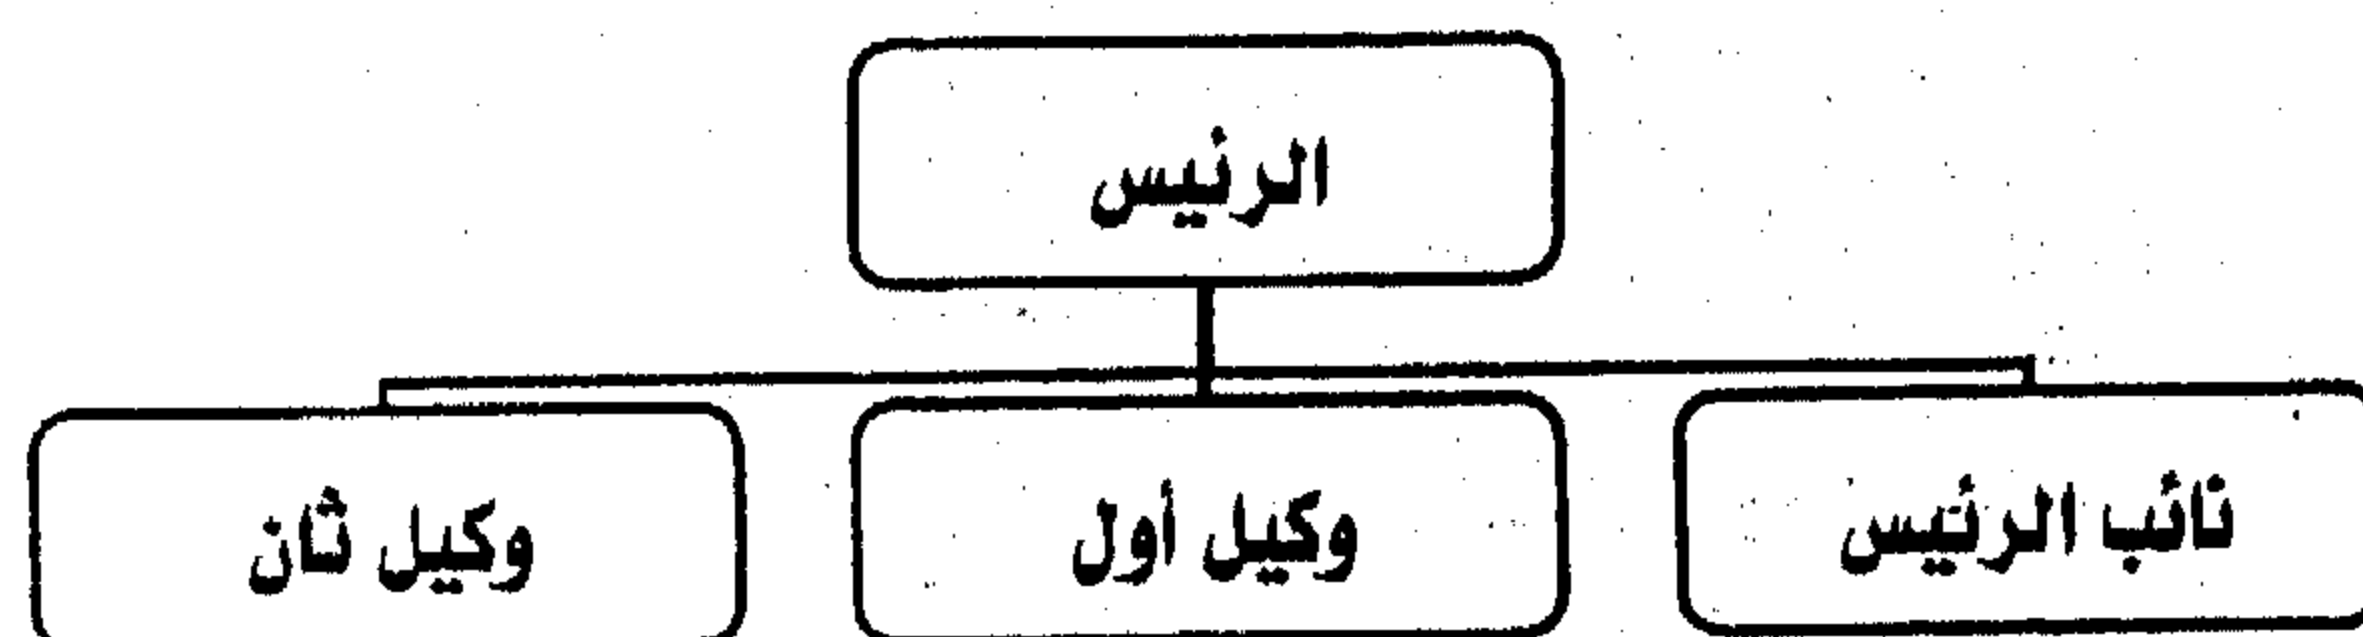 الرئيس
نائب الرئيس
وكيل أول
وكيل ثان